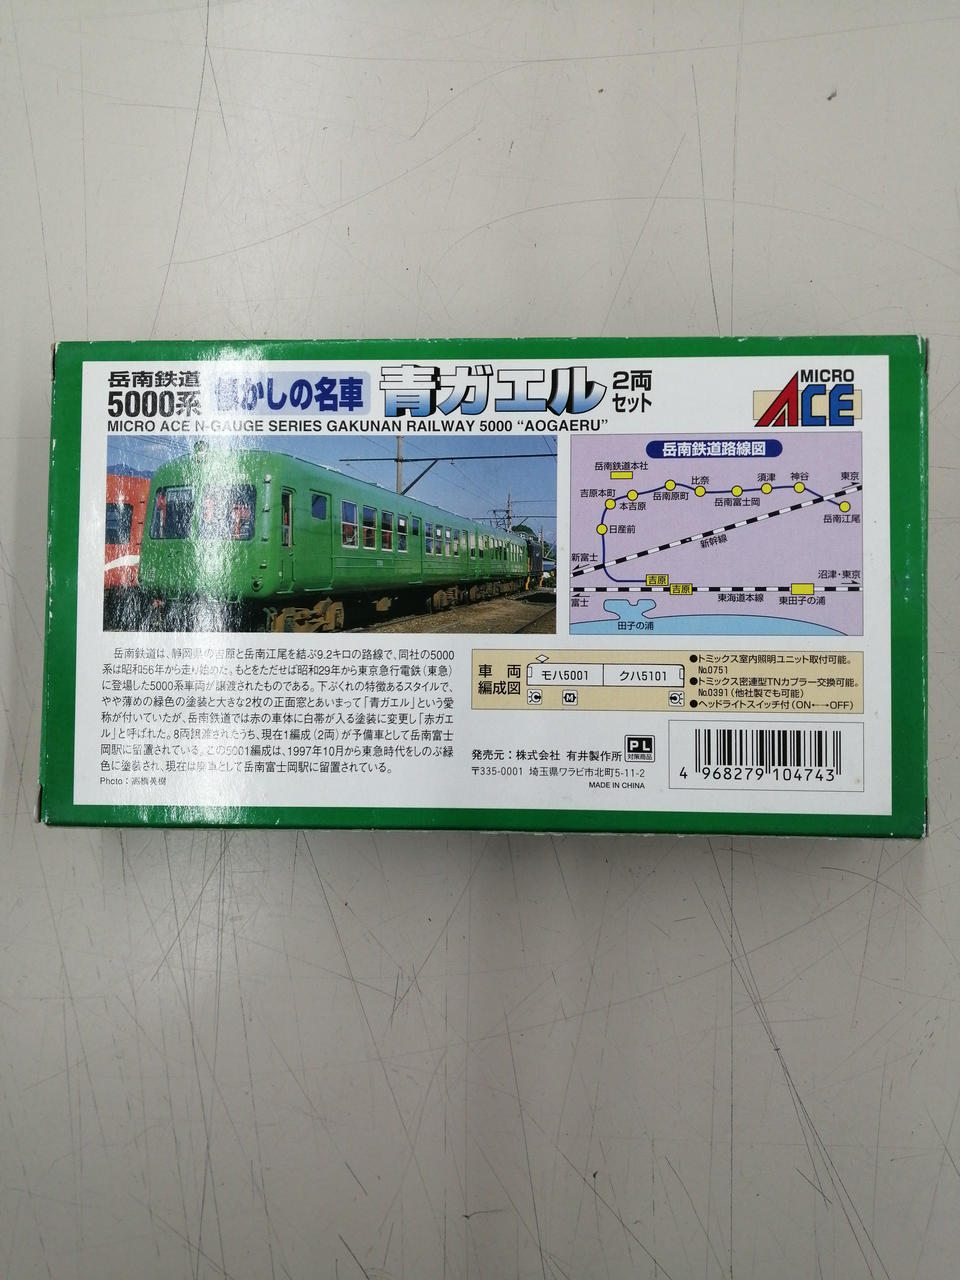 岳南鉄道
5000系
懐かしの名車
青ガエル
2両
セット
MICRO
ACE
MICRO ACE N-GAUGE SERIES GAKUNAN RAILWAY 5000 “AOGAERU”
岳南鉄道路線図
岳南鉄道本社
吉原本町
本吉原
岳南原町
比奈
岳南富士岡
須津
神谷
東京
岳南江尾
日産前
新幹線
新富士
吉原
吉原
沼津・東京
富士
東海道本線
東田子の浦
田子の浦
岳南鉄道は、静岡県の吉原と岳南江尾を結ぶ9.2キロの路線で、同社の5000
系は昭和56年から走り始めた。もとをただせば昭和29年から東京急行電鉄(東急)
に登場した5000系車両が譲渡されたものである。下ぶくれの特徴あるスタイルで、
やや薄めの緑色の塗装と大きな2枚の正面窓とあいまって「青ガエル」という愛
称が付いていたが、岳南鉄道では赤の車体に白帯が入る塗装に変更し「赤ガエ
ル」と呼ばれた。8両譲渡されたうち、現在1編成(2両)が予備車として岳南富士
岡駅に留置されている。この5001編成は、1997年10月から東急時代をしのぶ緑
色に塗装され、現在は廃車として岳南富士岡駅に留置されている。
Photo:高橋英樹
車両
編成図
モハ5001
クハ5101
M
●トミックス室内照明ユニット取付可能。
No.0751
●トミックス密連型TNカプラー交換可能。
No.0391(他社製でも可能)
●ヘッドライトスイッチ付(ON←→OFF)
発売元:株式会社 有井製作所
PL
対策商品
〒335-0001 埼玉県ワラビ市北町5-11-2
MADE IN CHINA
4 968279 104743